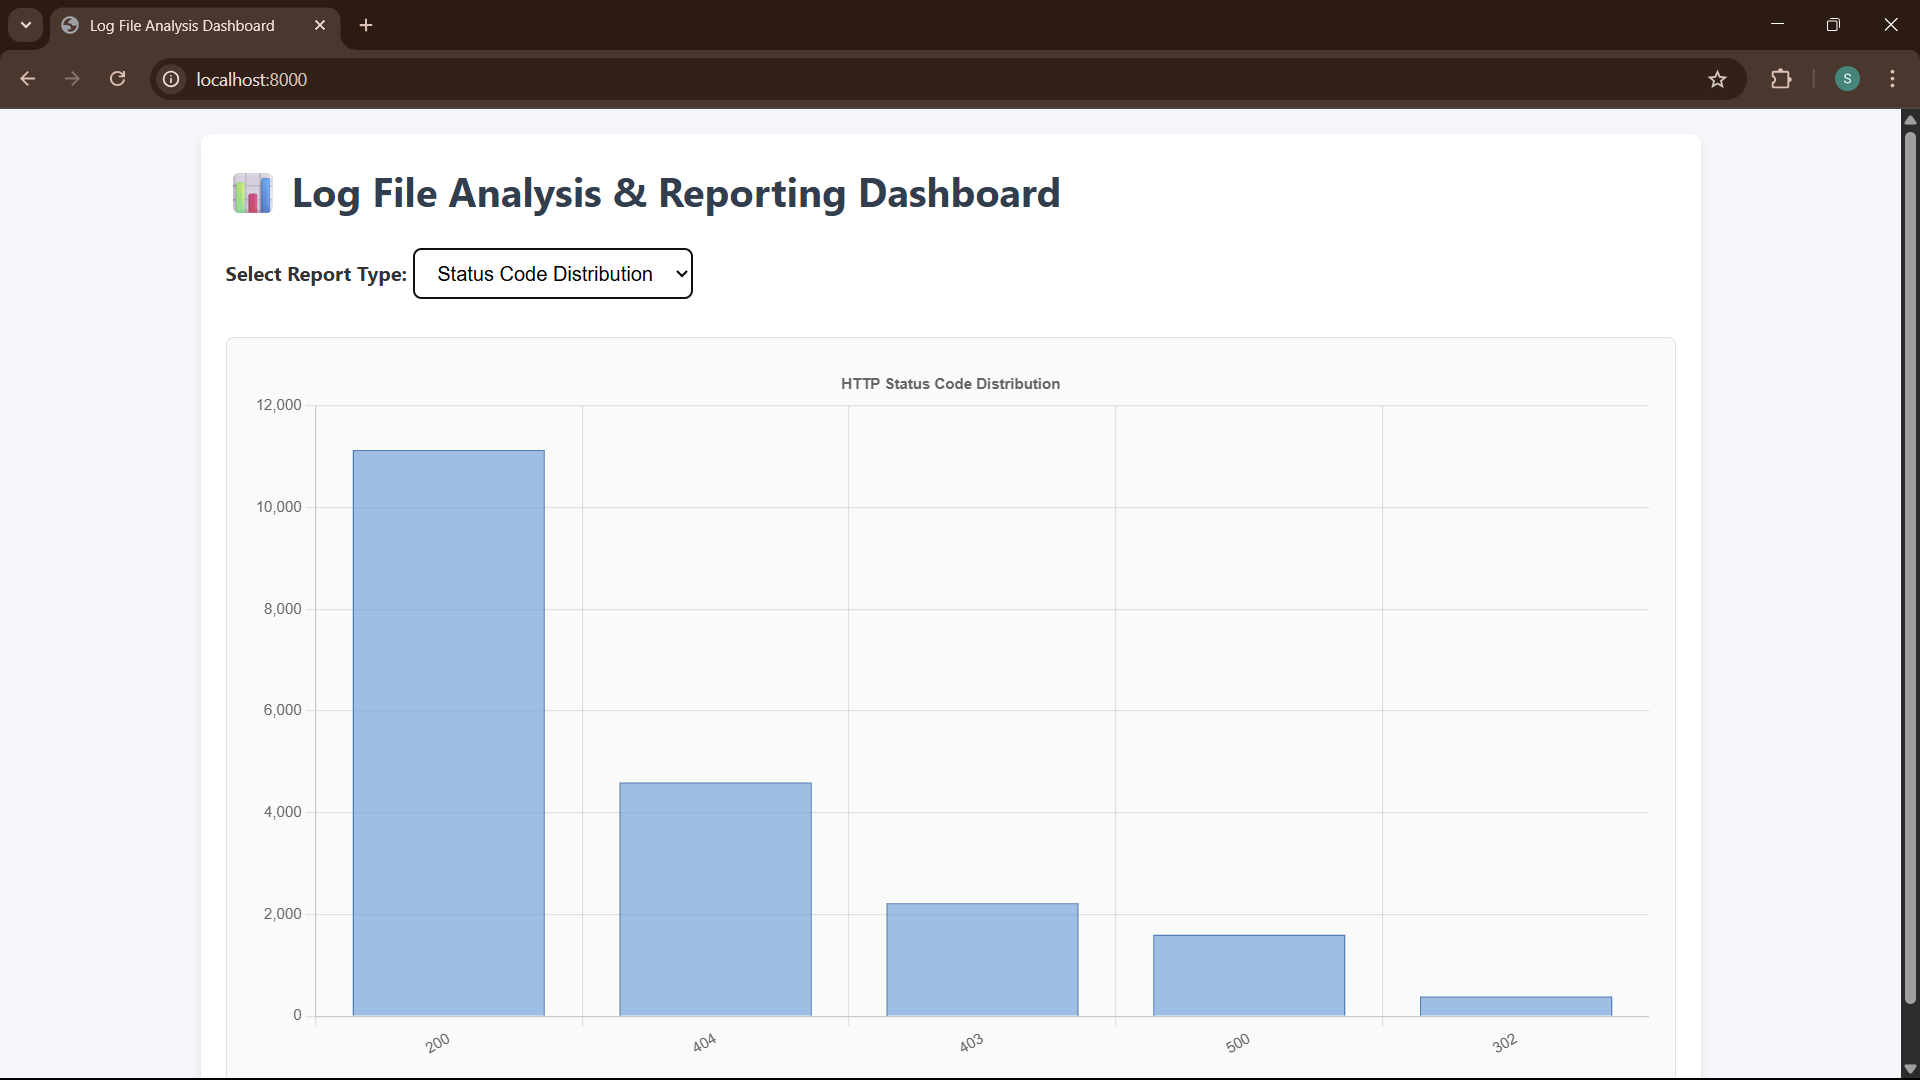 Log File Analysis Dashboard
localhost:8000
S
Log File Analysis & Reporting Dashboard
Select Report Type: Status Code Distribution
HTTP Status Code Distribution
12,000
10,000
8,000
6,000
4,000
2,000
0
200 404 403 500 302